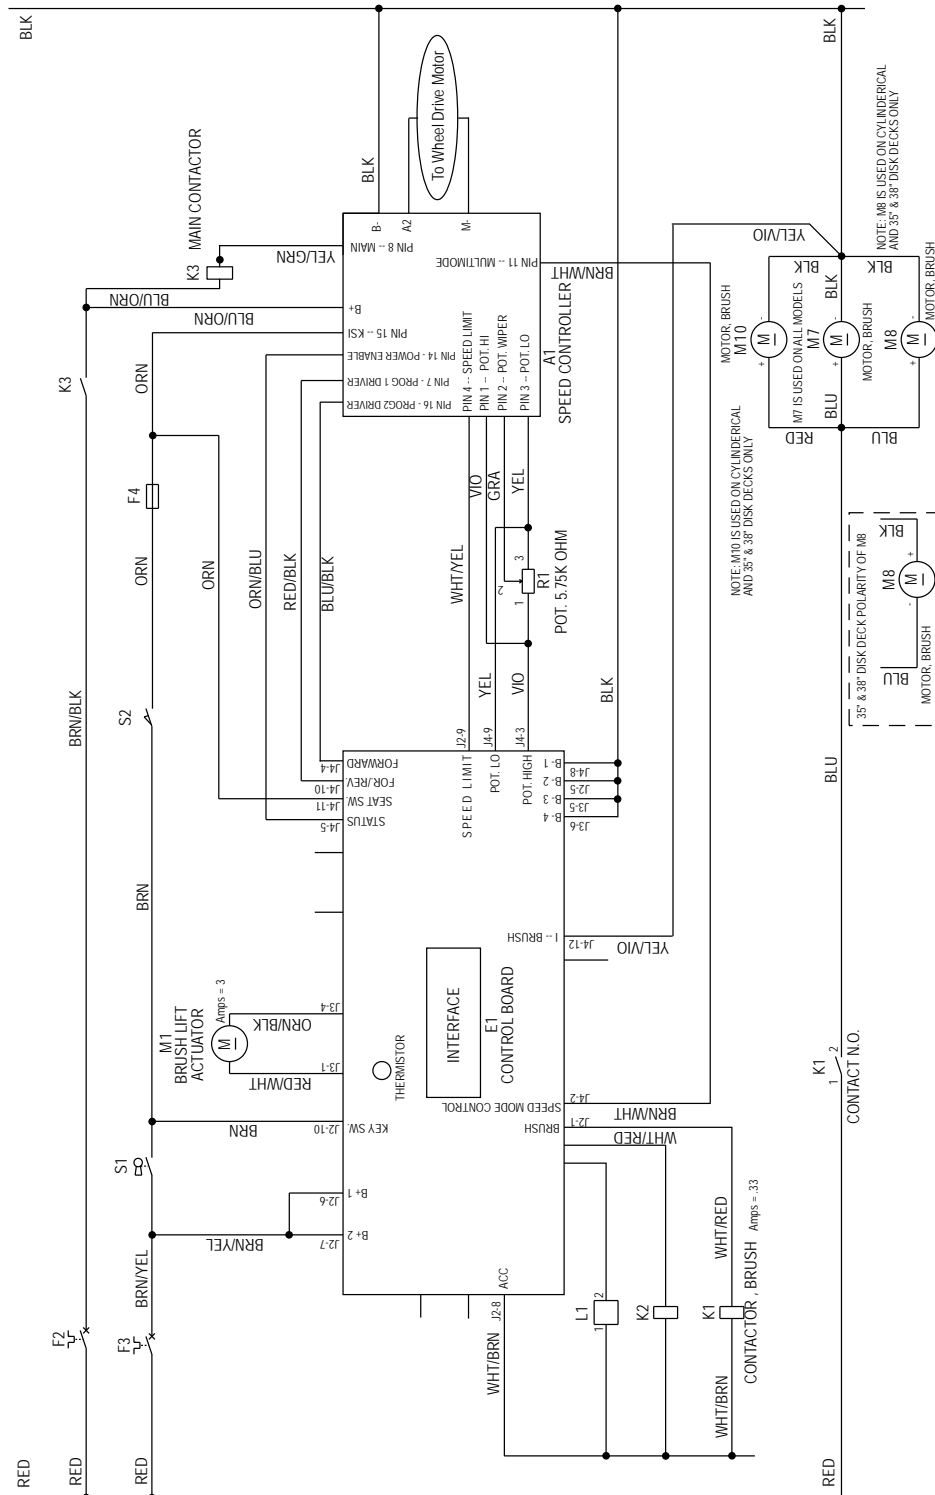 BLK
BLK
To Wheel Drive Motor
BLK
MAIN CONTACTOR
K3
YEL/GRN
BLU/ORN
BLU/ORN
K3
ORN
F4
ORN
ORN
ORN/BLU
RED/BLK
BLU/BLK
S2
BRN/BLK
BRN
B-
A2
M-
PIN 8 -- MAIN
PIN 11 -- MULTIMODE
B+
PIN 15 -- KSI
PIN 14 - POWER ENABLE
PIN 7 - PROG 1 DRIVER
PIN 16 - PROG2 DRIVER
PIN 4 -- SPEED LIMIT
PIN 1 -- POT. HI
PIN 2 -- POT. WIPER
PIN 3 -- POT. LO
A1
SPEED CONTROLLER
BRN/WHT
WHT/YEL
VIO
GRA
YEL
YEL
VIO
1
2
3
R1
POT. 5.75K OHM
BLK
J4-4
FORWARD
J4-10
FOR./REV.
J4-11
SEAT SW.
J4-5
STATUS
J2-9
SPEED LIMIT
J4-9
POT. LO
J4-3
POT. HIGH
B- 1
J4-8
B- 2
J2-5
B- 3
J3-5
B- 4
J3-6
I -- BRUSH
J4-12
YEL/VIO
YEL/VIO
M1
BRUSH LIFT
ACTUATOR
Amps = 3
M
J3-4
ORN/BLK
J3-1
RED/WHT
THERMISTOR
INTERFACE
E1
CONTROL BOARD
SPEED MODE CONTROL
J4-2
BRN/WHT
BRUSH
J2-1
WHT/RED
KEY SW.
J2-10
BRN
S1
B+ 1
J2-6
B+ 2
J2-7
BRN/YEL
BRN/YEL
F2
F3
RED
RED
RED
ACC
J2-8
WHT/BRN
L1
1
2
K2
K1
WHT/RED
WHT/BRN
CONTACTOR , BRUSH Amps = .33
RED
K1
1
2
CONTACT N.O.
BLU
BLK
BLK
BLK
NOTE: M8 IS USED ON CYLINDERICAL
AND 35" & 38" DISK DECKS ONLY
MOTOR, BRUSH
M10
M
+
-
M7 IS USED ON ALL MODELS
M7
M
+
-
MOTOR, BRUSH
M8
M
+
-
MOTOR, BRUSH
RED
BLU
BLU
NOTE: M10 IS USED ON CYLINDERICAL
AND 35" & 38" DISK DECKS ONLY
35" & 38" DISK DECK POLARITY OF M8
BLK
M8
M
-
+
BLU
MOTOR, BRUSH